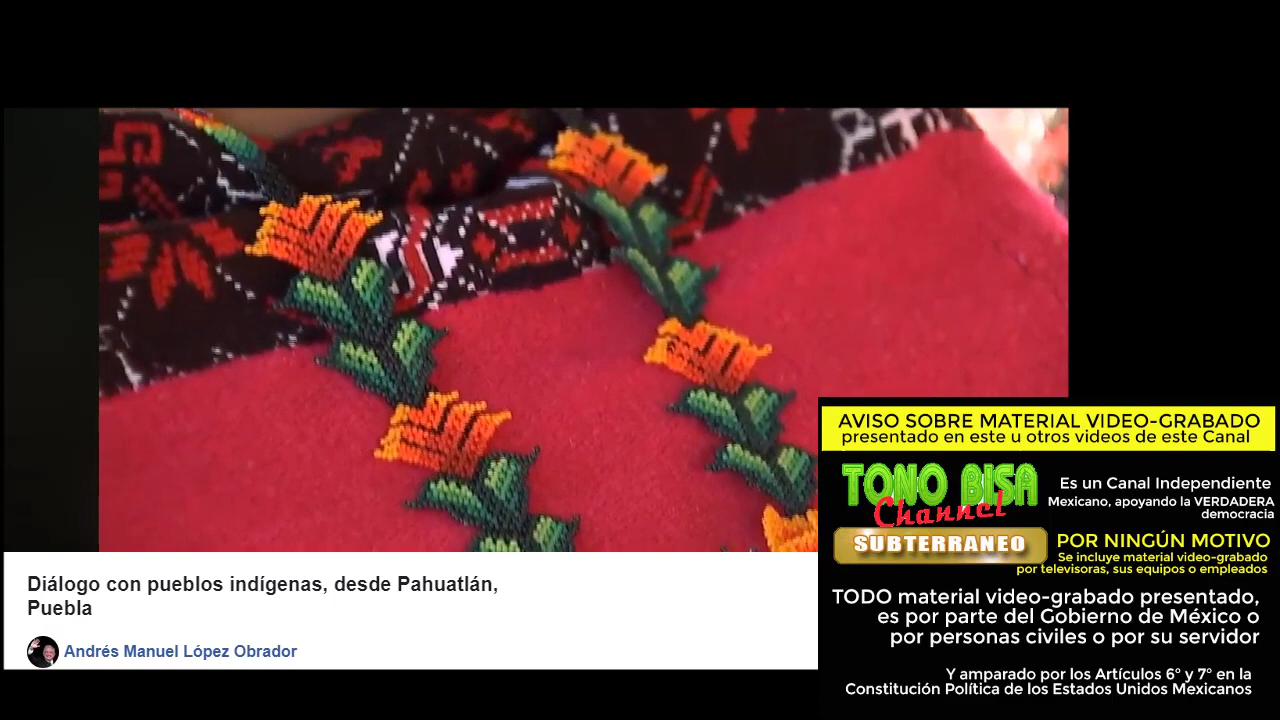 Diálogo con pueblos indígenas, desde Pahuatlán,
Puebla
Andrés Manuel López Obrador
AVISO SOBRE MATERIAL VIDEO-GRABADO
presentado en este u otros videos de este Canal
TONO BISA
Channel
SUBTERRANEO
Es un Canal Independiente
Mexicano, apoyando la VERDADERA
democracia
POR NINGÚN MOTIVO
Se incluye material video-grabado
por televisoras, sus equipos o empleados
TODO material video-grabado presentado,
es por parte del Gobierno de México o
por personas civiles o por su servidor
Y amparado por los Artículos 6° y 7° en la
Constitución Política de los Estados Unidos Mexicanos